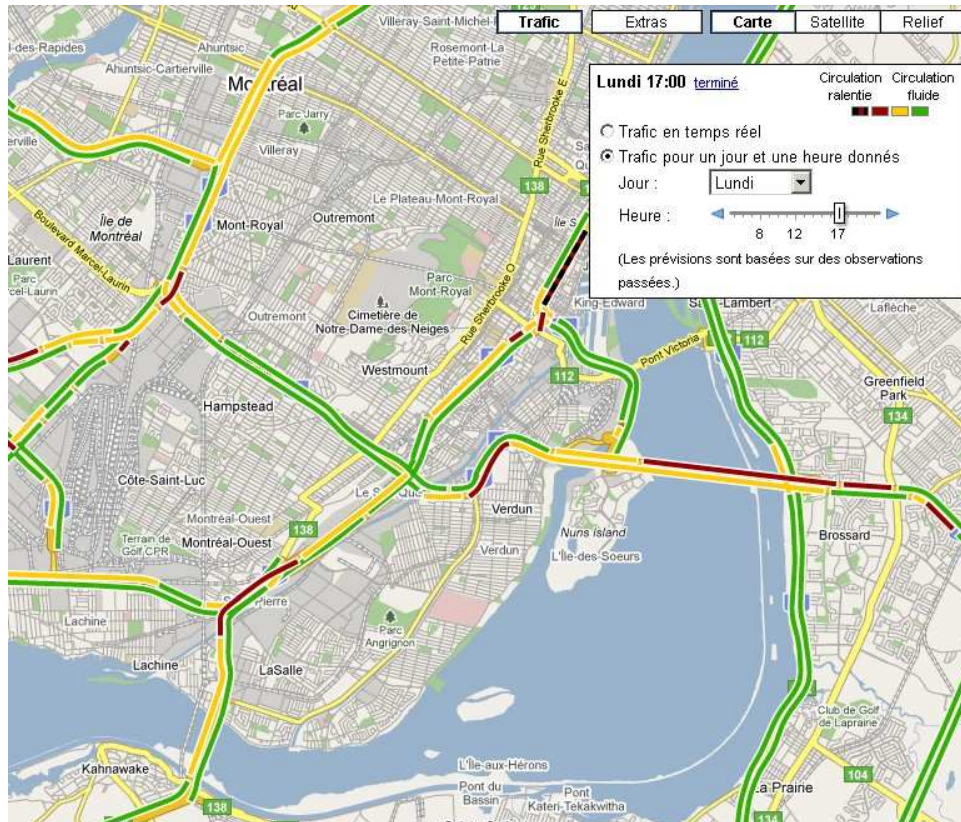 Trafic
Extras
Carte
Satellite
Relief
Lundi 17:00 terminé
Circulation ralentie
Circulation fluide
Trafic en temps réel
Trafic pour un jour et une heure donnés
Jour :
Lundi
Heure :
8 12 17
(Les prévisions sont basées sur des observations
passées.)
Villeray-Saint-Michel-P
Rosemont-La
Petite-Patrie
Ahuntsic
Ahuntsic-Cartierville
Montréal
Parc Jarry
Villeray
Rue Sherbrooke E
138
Le Plateau-Mont-Royal
Outremont
Mont-Royal
Île de
Montréal
Boulevard Marcel-Laurin
Laurent
Parc
Parc
Mont-Royal
Outremont
Cimetière de
Notre-Dame-des-Neiges
Rue Sherbrooke O
King-Edward
Lambert
Laflèche
Pont Victoria
112
112
Westmount
Hampstead
Greenfield
Park
134
Côte-Saint-Luc
Montréal-Ouest
Montréal-Ouest
138
Terrain de
Golf CPR
Verdun
Verdun
Nuns island
L'Île-des-Soeurs
Brossard
Pierre
Lachine
Lachine
LaSalle
Parc
Angrignon
Club de Golf
de Laprairie
Kahnawake
138
L'Île-aux-Hérons
Pont du
Bassin
Pont
Kateri-Tekakwitha
La Prairie
104
134